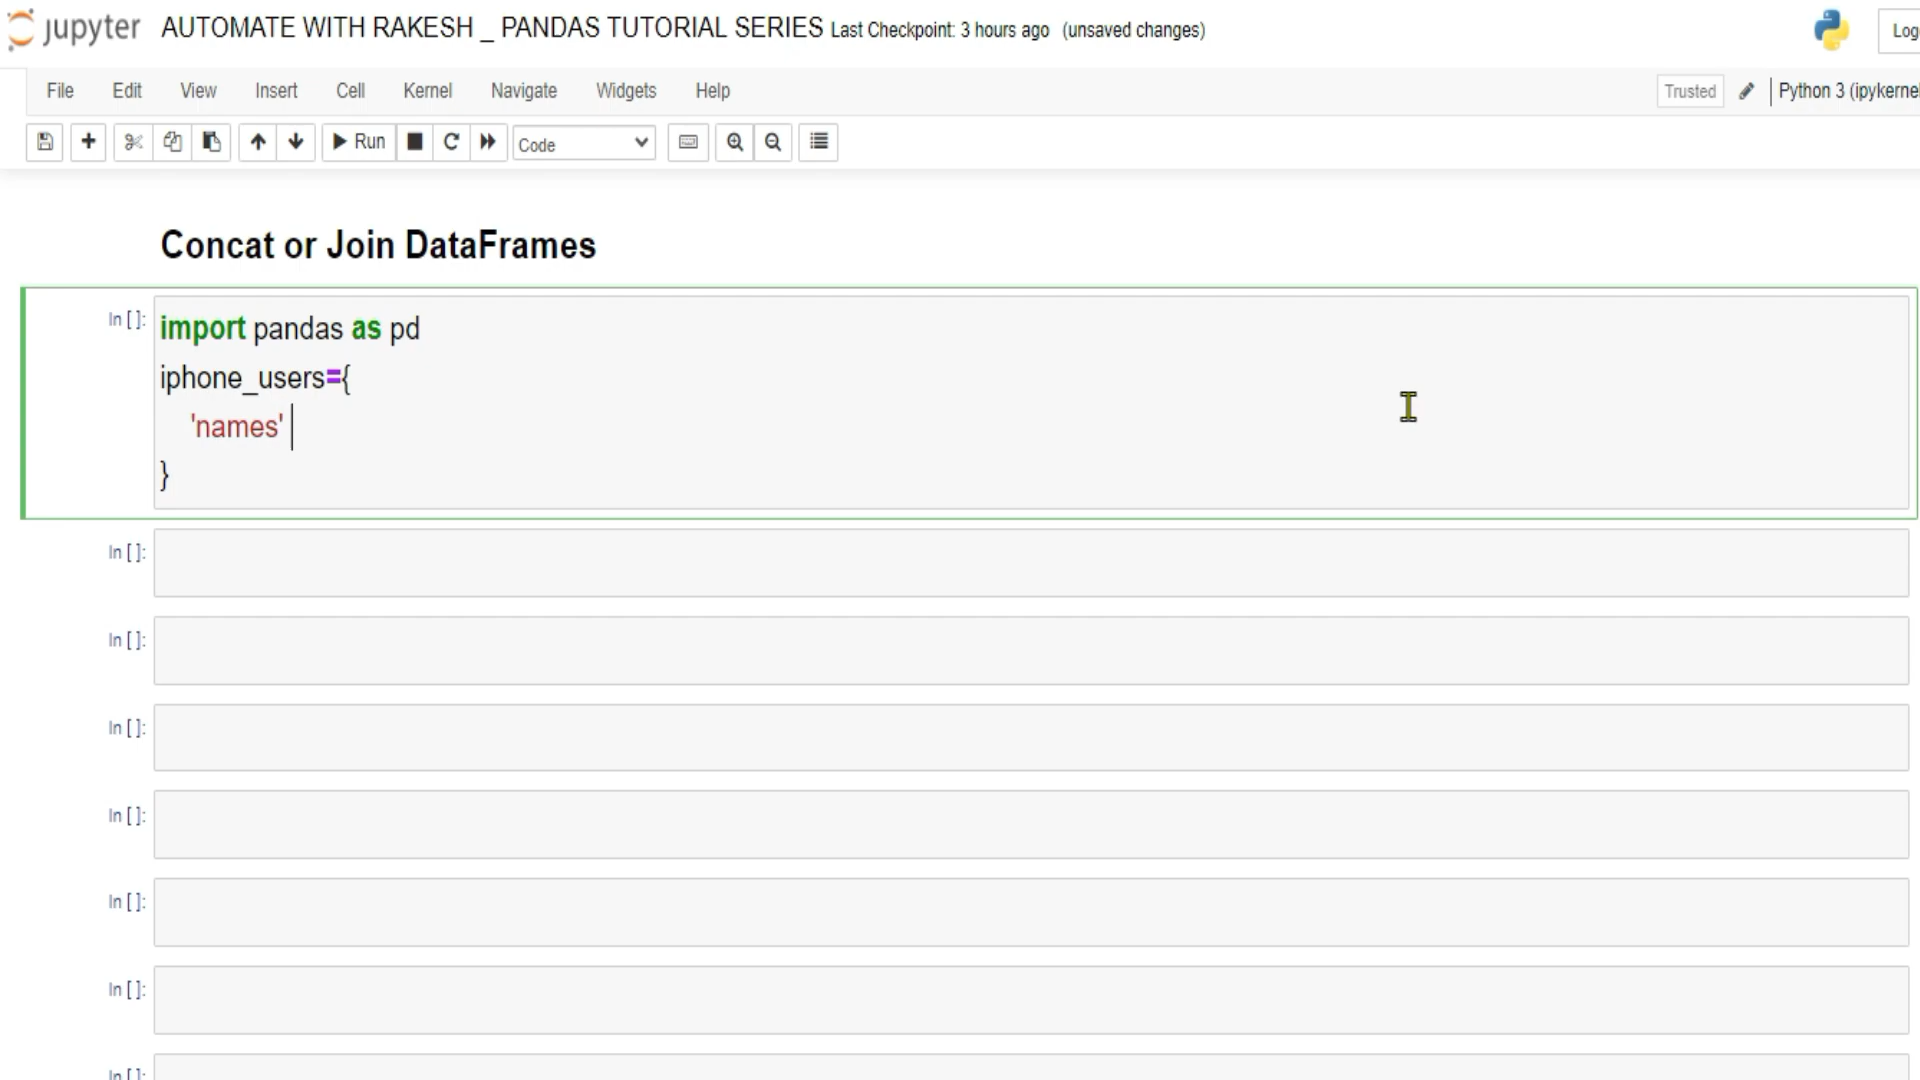 jupyter AUTOMATE WITH RAKESH _ PANDAS TUTORIAL SERIES Last Checkpoint: 3 hours ago (unsaved changes)
File Edit View Insert Cell Kernel Navigate Widgets Help Trusted Python 3 (ipykernel
Run Code
Concat or Join DataFrames
In [ ]: import pandas as pd
iphone_users={
'names'
}
In [ ]:
In [ ]:
In [ ]:
In [ ]:
In [ ]:
In [ ]:
In [ ]: